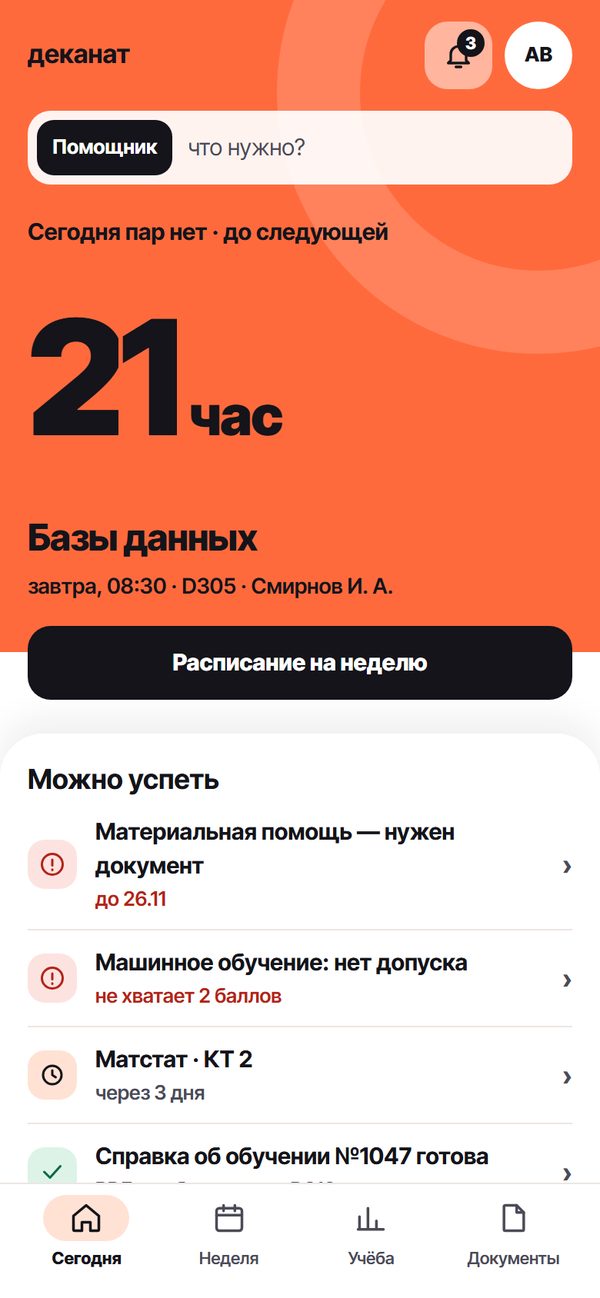 деканат
3
АВ
Помощник
что нужно?
Сегодня пар нет · до следующей
21 час
Базы данных
завтра, 08:30 · D305 · Смирнов И. А.
Расписание на неделю
Можно успеть
Материальная помощь — нужен
документ
до 26.11
Машинное обучение: нет допуска
не хватает 2 баллов
Матстат · КТ 2
через 3 дня
Справка об обучении №1047 готова
Сегодня
Неделя
Учёба
Документы